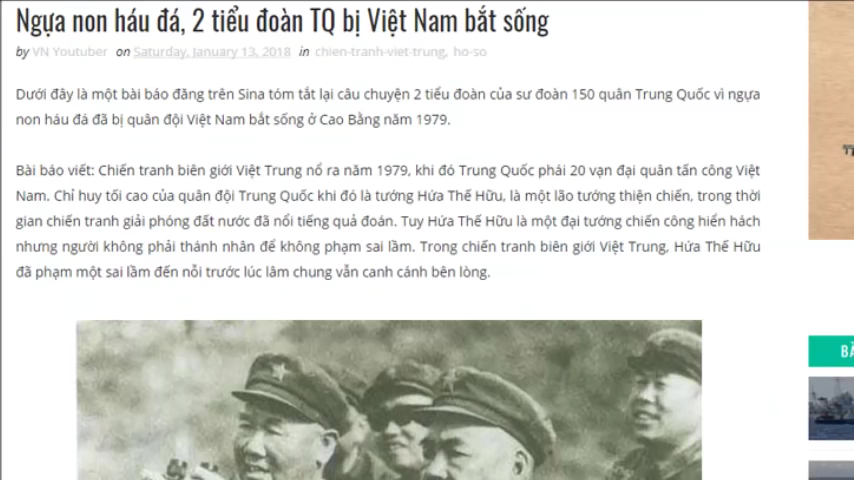 Ngựa non háu đá, 2 tiểu đoàn TQ bị Việt Nam bắt sống
by VN Youtuber on Saturday, January 13, 2018 in chien-tranh-viet-trung, ho-so
Dưới đây là một bài báo đăng trên Sina tóm tắt lại câu chuyện 2 tiểu đoàn của sư đoàn 150 quân Trung Quốc vì ngựa
non háu đá đã bị quân đội Việt Nam bắt sống ở Cao Bằng năm 1979.
Bài báo viết: Chiến tranh biên giới Việt Trung nổ ra năm 1979, khi đó Trung Quốc phái 20 vạn đại quân tấn công Việt
Nam. Chỉ huy tối cao của quân đội Trung Quốc khi đó là tướng Hứa Thế Hữu, là một lão tướng thiện chiến, trong thời
gian chiến tranh giải phóng đất nước đã nổi tiếng quả đoán. Tuy Hứa Thế Hữu là một đại tướng chiến công hiển hách
nhưng người không phải thánh nhân để không phạm sai lầm. Trong chiến tranh biên giới Việt Trung, Hứa Thế Hữu
đã phạm một sai lầm đến nỗi trước lúc lâm chung vẫn canh cánh bên lòng.